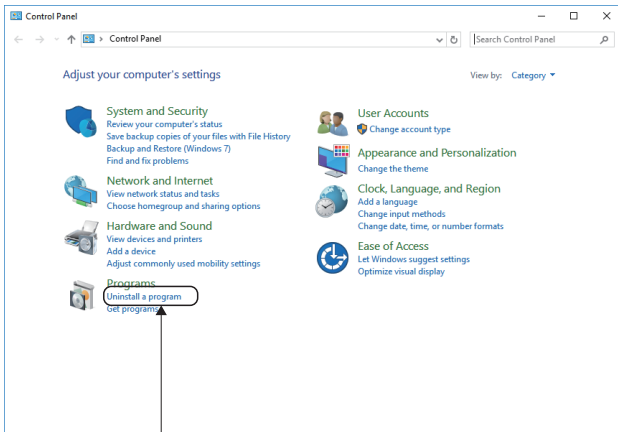 Control Panel
Control Panel
Search Control Panel
Adjust your computer's settings
View by: Category
System and Security
Review your computer's status
Save backup copies of your files with File History
Backup and Restore (Windows 7)
Find and fix problems
Network and Internet
View network status and tasks
Choose homegroup and sharing options
Hardware and Sound
View devices and printers
Add a device
Adjust commonly used mobility settings
Programs
Uninstall a program
Get programs
User Accounts
Change account type
Appearance and Personalization
Change the theme
Clock, Language, and Region
Add a language
Change input methods
Change date, time, or number formats
Ease of Access
Let Windows suggest settings
Optimize visual display